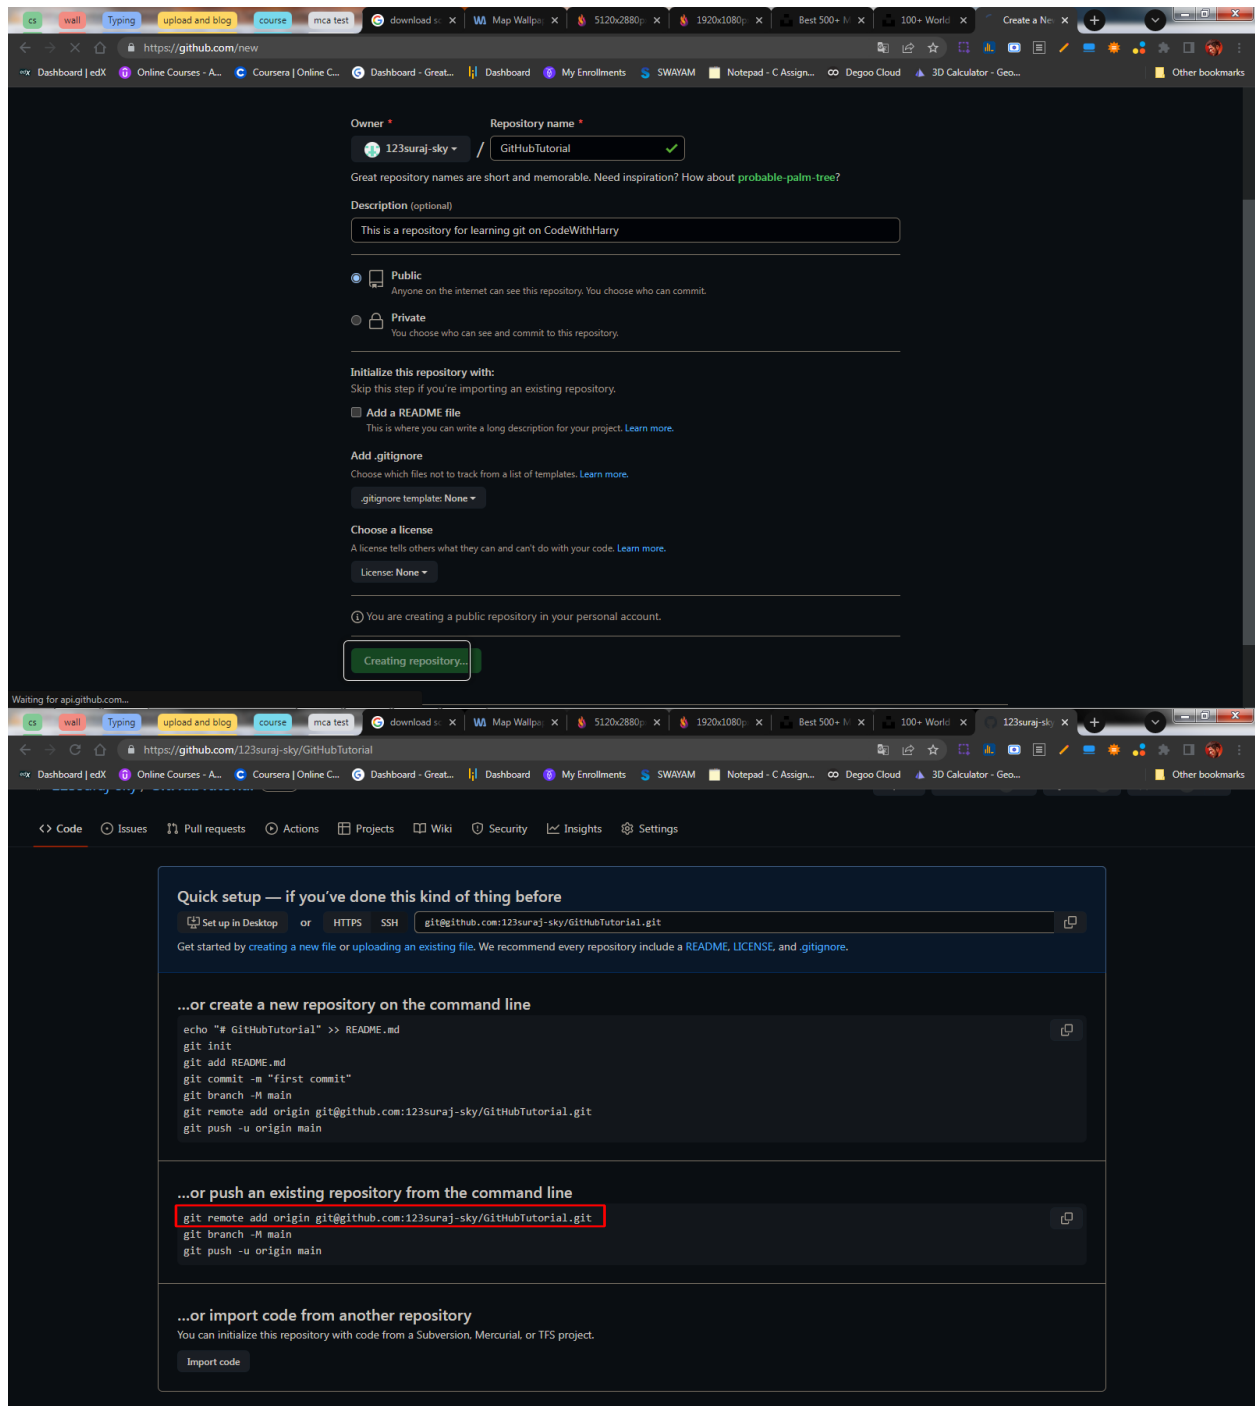 cs wall Typing upload and blog course mca test download sc Map Wallpa 5120x2880p 1920x1080p Best 500+ M 100+ World Create a Ne
https://github.com/new
Dashboard | edX Online Courses - A... Coursera | Online C... Dashboard - Great... Dashboard My Enrollments SWAYAM Notepad - C Assign... Degoo Cloud 3D Calculator - Geo... Other bookmarks
Owner * Repository name *
123suraj-sky / GitHubTutorial
Great repository names are short and memorable. Need inspiration? How about probable-palm-tree?
Description (optional)
This is a repository for learning git on CodeWithHarry
Public
Anyone on the internet can see this repository. You choose who can commit.
Private
You choose who can see and commit to this repository.
Initialize this repository with:
Skip this step if you're importing an existing repository.
Add a README file
This is where you can write a long description for your project. Learn more.
Add .gitignore
Choose which files not to track from a list of templates. Learn more.
.gitignore template: None
Choose a license
A license tells others what they can and can't do with your code. Learn more.
License: None
You are creating a public repository in your personal account.
Creating repository...
Waiting for api.github.com...
cs wall Typing upload and blog course mca test download sc Map Wallpa 5120x2880p 1920x1080p Best 500+ M 100+ World 123suraj-sk
https://github.com/123suraj-sky/GitHubTutorial
Dashboard | edX Online Courses - A... Coursera | Online C... Dashboard - Great... Dashboard My Enrollments SWAYAM Notepad - C Assign... Degoo Cloud 3D Calculator - Geo... Other bookmarks
Code Issues Pull requests Actions Projects Wiki Security Insights Settings
Quick setup — if you've done this kind of thing before
Set up in Desktop or HTTPS SSH git@github.com:123suraj-sky/GitHubTutorial.git
Get started by creating a new file or uploading an existing file. We recommend every repository include a README, LICENSE, and .gitignore.
...or create a new repository on the command line
echo "# GitHubTutorial" >> README.md
git init
git add README.md
git commit -m "first commit"
git branch -M main
git remote add origin git@github.com:123suraj-sky/GitHubTutorial.git
git push -u origin main
...or push an existing repository from the command line
git remote add origin git@github.com:123suraj-sky/GitHubTutorial.git
git branch -M main
git push -u origin main
...or import code from another repository
You can initialize this repository with code from a Subversion, Mercurial, or TFS project.
Import code